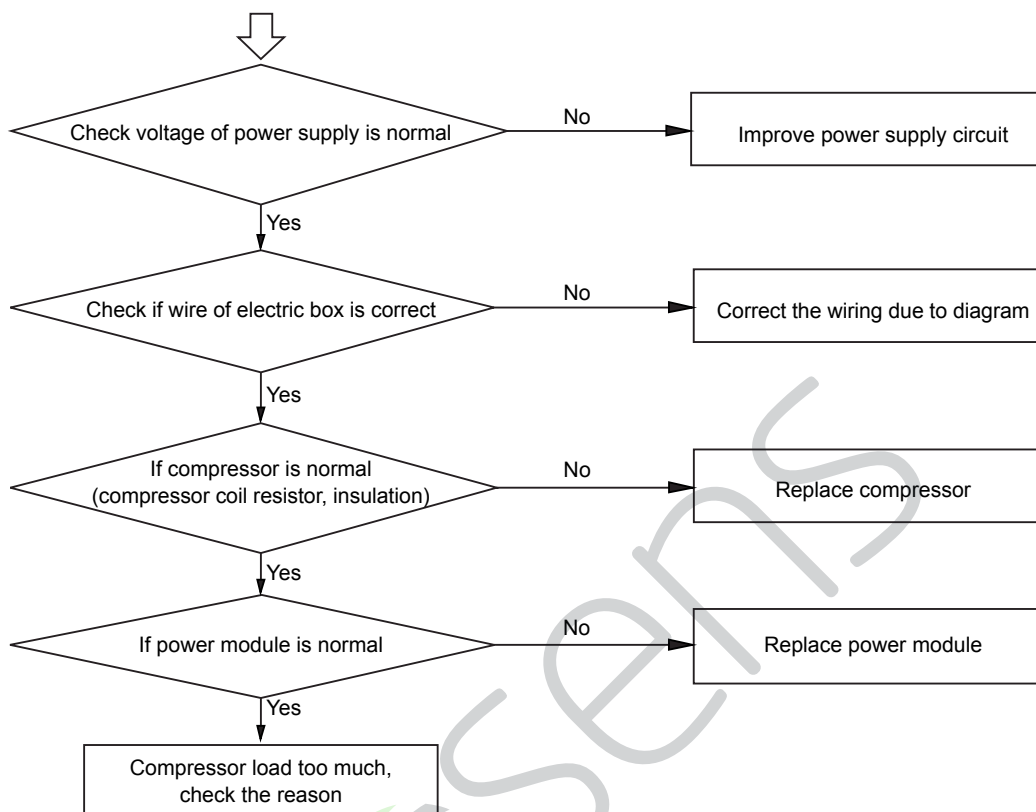 Check voltage of power supply is normal
No
Improve power supply circuit
Yes
Check if wire of electric box is correct
No
Correct the wiring due to diagram
Yes
If compressor is normal
(compressor coil resistor, insulation)
No
Replace compressor
Yes
If power module is normal
No
Replace power module
Yes
Compressor load too much,
check the reason
sens